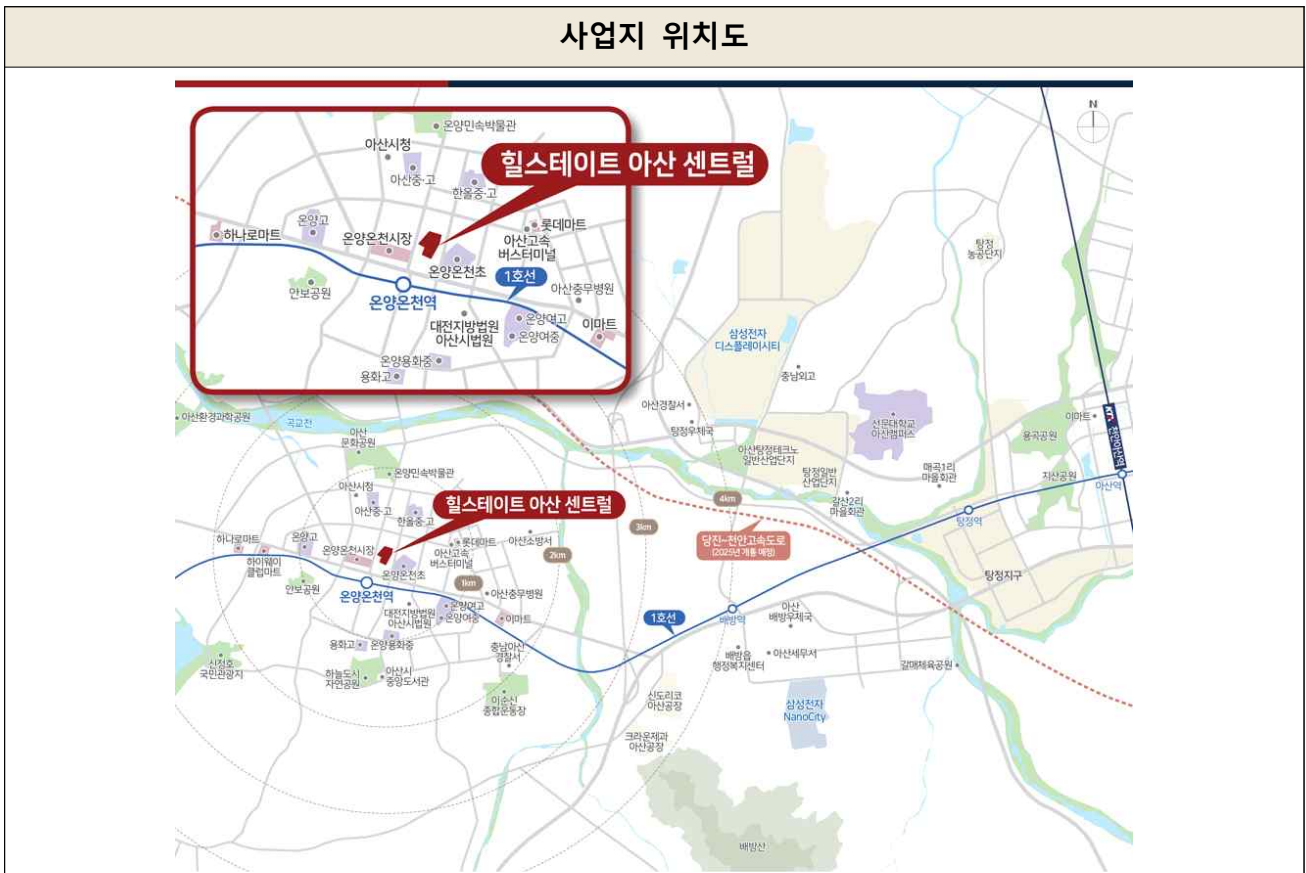 사업지 위치도
온양민속박물관
아산시청
아산중·고
한올중·고
힐스테이트 아산 센트럴
하나로마트
온양고
온양온천시장
롯데마트
아산고속
버스터미널
온양온천초
1호선
안보공원
온양온천역
아산충무병원
대전지방법원
아산시법원
온양여고
온양여중
이마트
온양용화중
용화고
N
탕정
농공단지
삼성전자
디스플레이시티
충남외고
아산경찰서
탕정우체국
선문대학교
아산캠퍼스
이마트
용곡공원
KTX 천안아산역
지산공원
아산역
아산탕정테크노
일반산업단지
탕정일반
산업단지
매곡1리
마을회관
갈산2리
마을회관
탕정역
아산환경과학공원
곡교천
아산
문화공원
온양민속박물관
아산시청
아산중·고
한올중·고
힐스테이트 아산 센트럴
4km
3km
2km
1km
당진~천안고속도로
(2025년 개통 예정)
하나로마트
온양고
온양온천시장
롯데마트
아산소방서
아산고속
버스터미널
하이웨이
클럽마트
온양온천초
안보공원
온양온천역
아산충무병원
대전지방법원
아산시법원
온양여고
온양여중
이마트
1호선
배방역
아산
배방우체국
탕정지구
용화고
온양용화중
충남아산
경찰서
배방읍
행정복지센터
아산세무서
갈매체육공원
신정호
국민관광지
하늘도시
자연공원
아산시
중앙도서관
이순신
종합운동장
신도리코
아산공장
삼성전자
NanoCity
크라운제과
아산공장
배방산